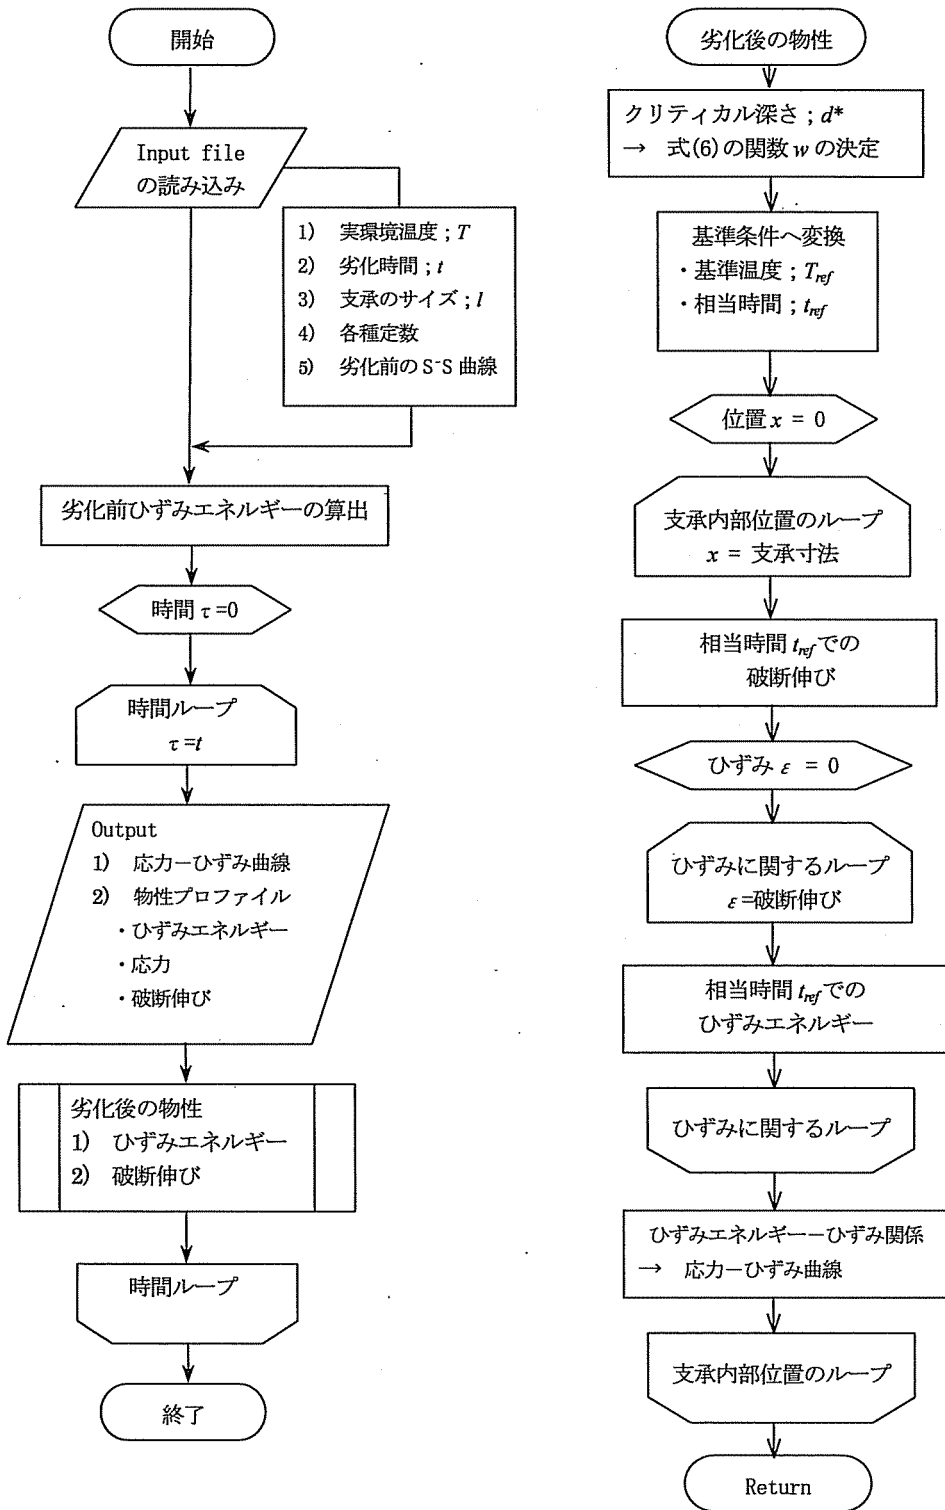 開始
Input file
の読み込み
1) 実環境温度 ; T
2) 劣化時間 ; t
3) 支承のサイズ ; l
4) 各種定数
5) 劣化前の S-S 曲線
劣化前ひずみエネルギーの算出
時間 τ=0
時間ループ
τ=t
Output
1) 応力－ひずみ曲線
2) 物性プロファイル
・ひずみエネルギー
・応力
・破断伸び
劣化後の物性
1) ひずみエネルギー
2) 破断伸び
時間ループ
終了
劣化後の物性
クリティカル深さ ; d*
→ 式(6)の関数 w の決定
基準条件へ変換
・基準温度 ; Tref
・相当時間 ; tref
位置 x = 0
支承内部位置のループ
x = 支承寸法
相当時間 tref での
破断伸び
ひずみ ε = 0
ひずみに関するループ
ε=破断伸び
相当時間 tref での
ひずみエネルギー
ひずみに関するループ
ひずみエネルギー－ひずみ関係
→ 応力－ひずみ曲線
支承内部位置のループ
Return